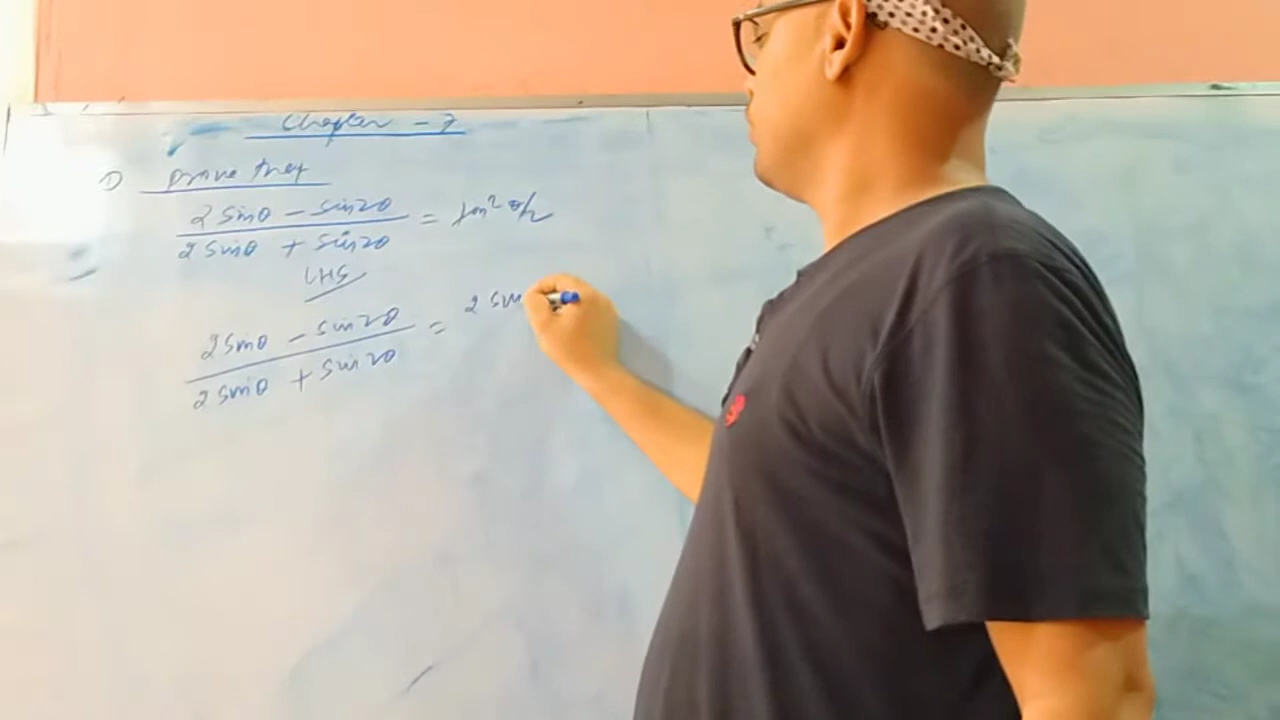 Chapter - 7
1) Prove that
2 sinθ - sin2θ / 2 sinθ + sin2θ = tan² θ/2
LHS
2 sinθ - sin2θ / 2 sinθ + sin2θ = 2 sin